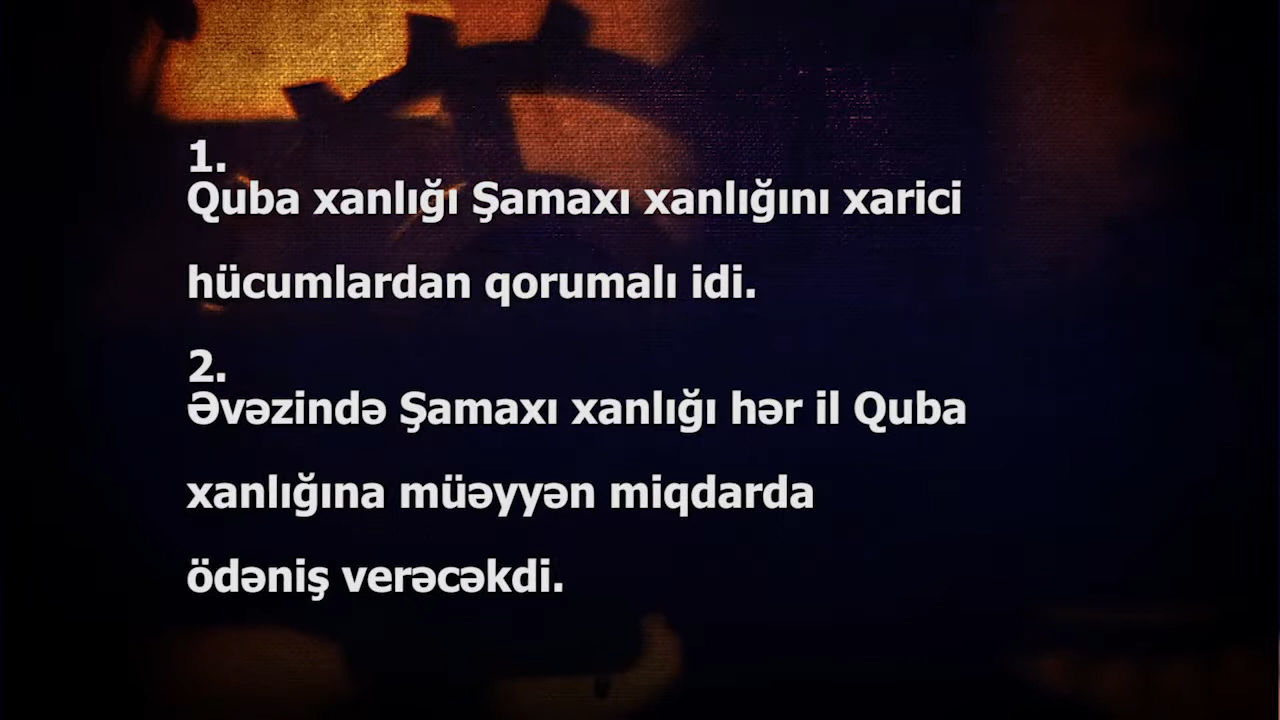 1.
Quba xanlığı Şamaxı xanlığını xarici
hücumlardan qorumalı idi.
2.
Əvəzində Şamaxı xanlığı hər il Quba
xanlığına müəyyən miqdarda
ödəniş verəcəkdi.